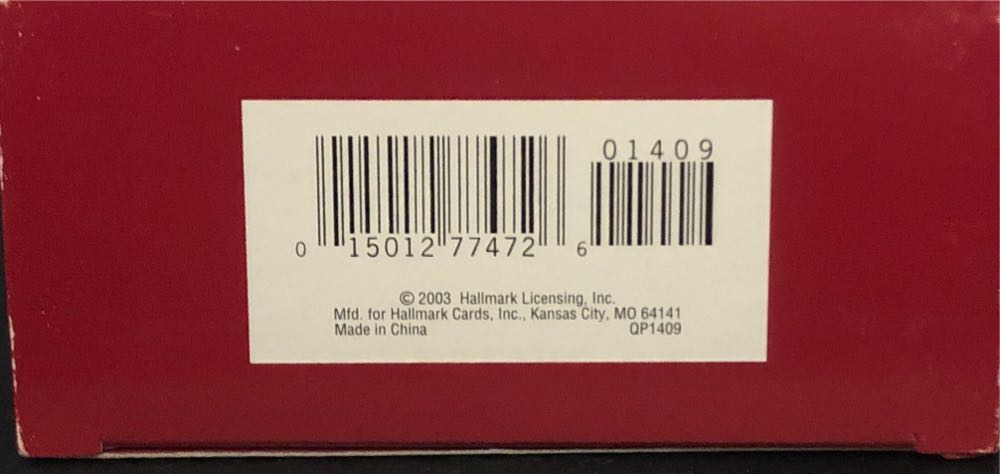 01409
0 15012 77472 6
© 2003 Hallmark Licensing, Inc.
Mfd. for Hallmark Cards, Inc., Kansas City, MO 64141
Made in China QP1409